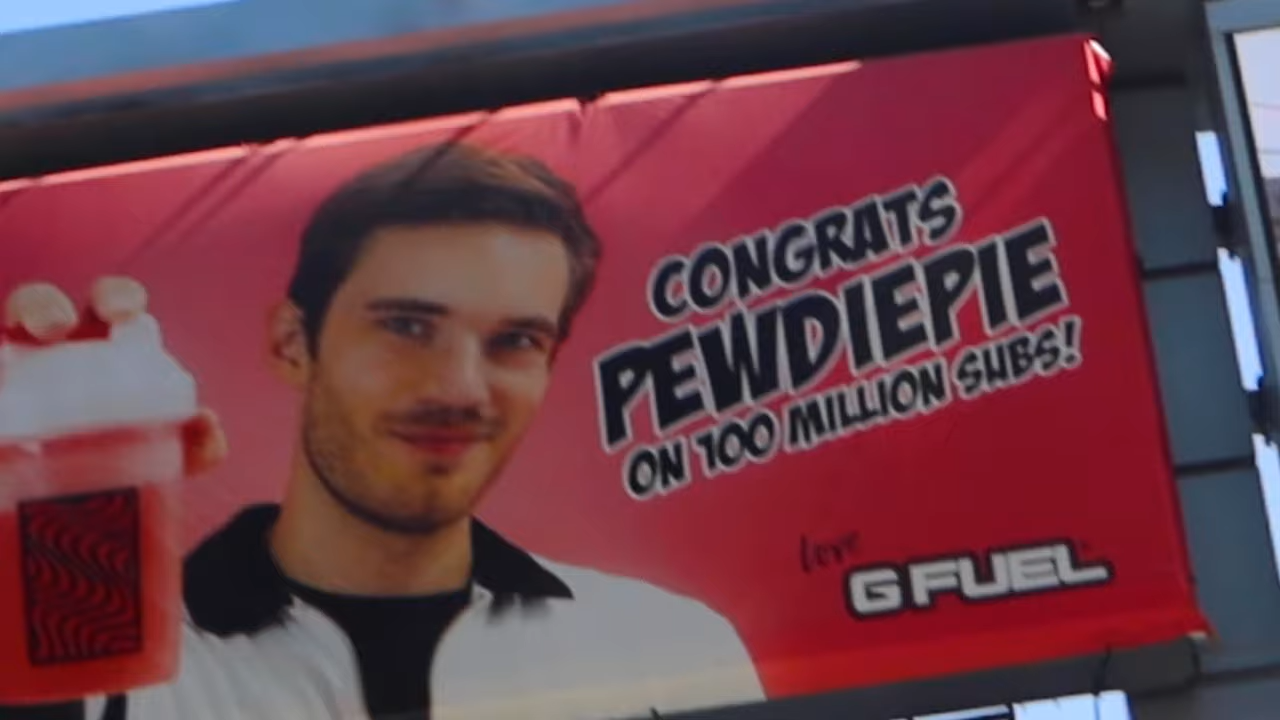 CONGRATS
PEWDIEPIE
ON 100 MILLION SUBS!
love
G FUEL